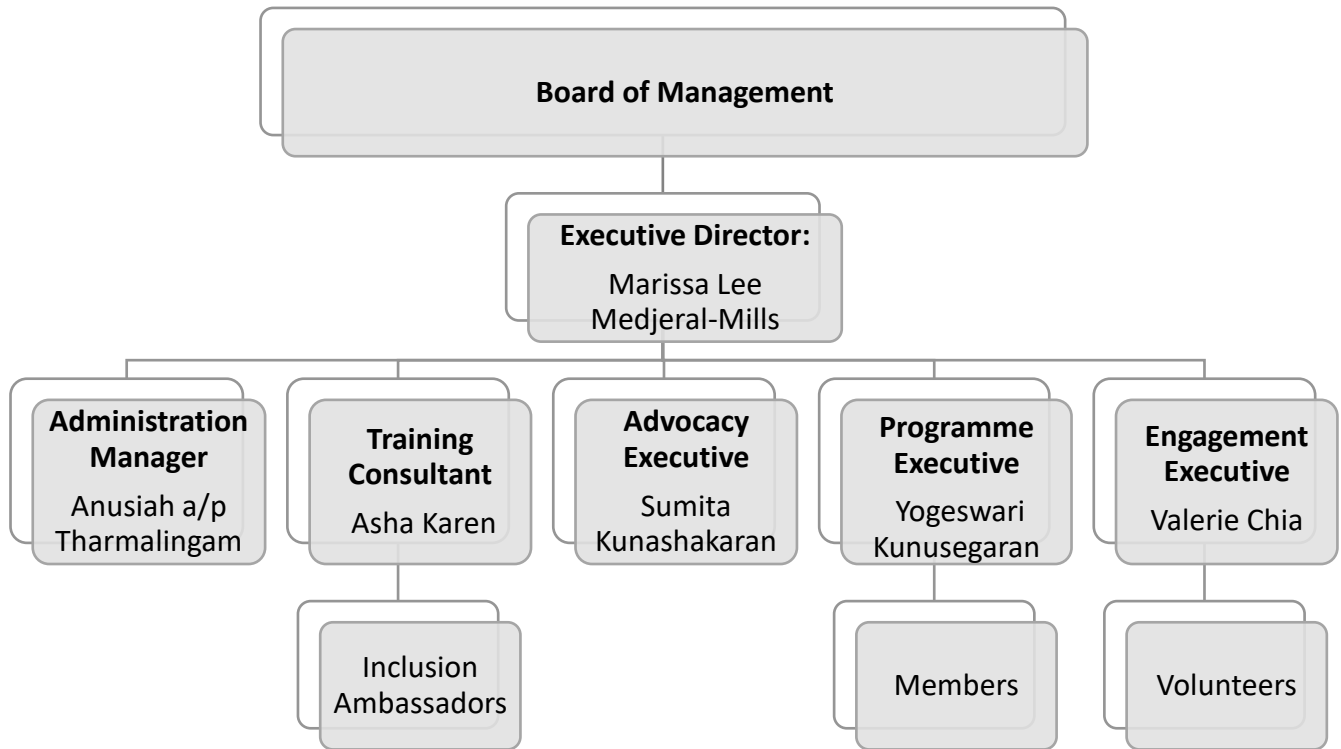 Board of Management
Executive Director:
Marissa Lee
Medjeral-Mills
Administration
Manager
Anusiah a/p
Tharmalingam
Training
Consultant
Asha Karen
Advocacy
Executive
Sumita
Kunashakaran
Programme
Executive
Yogeswari
Kunusegaran
Engagement
Executive
Valerie Chia
Inclusion
Ambassadors
Members
Volunteers